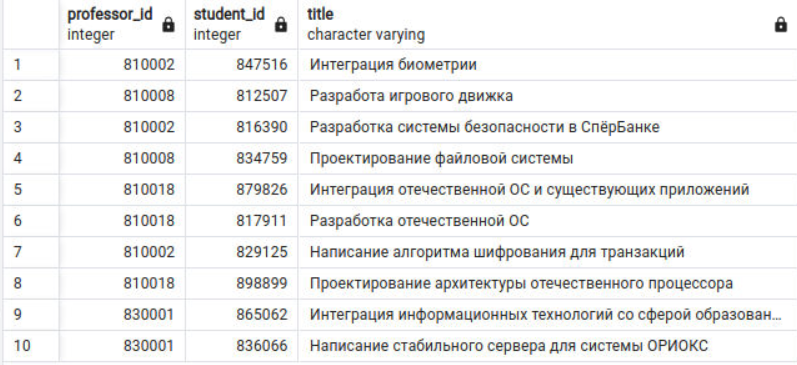 professor_id student_id title
integer integer character varying
1 810002 847516 Интеграция биометрии
2 810008 812507 Разработа игрового движка
3 810002 816390 Разработка системы безопасности в СпёрБанке
4 810008 834759 Проектирование файловой системы
5 810018 879826 Интеграция отечественной ОС и существующих приложений
6 810018 817911 Разработка отечественной ОС
7 810002 829125 Написание алгоритма шифрования для транзакций
8 810018 898899 Проектирование архитектуры отечественного процессора
9 830001 865062 Интеграция информационных технологий со сферой образован...
10 830001 836066 Написание стабильного сервера для системы ОРИОКС